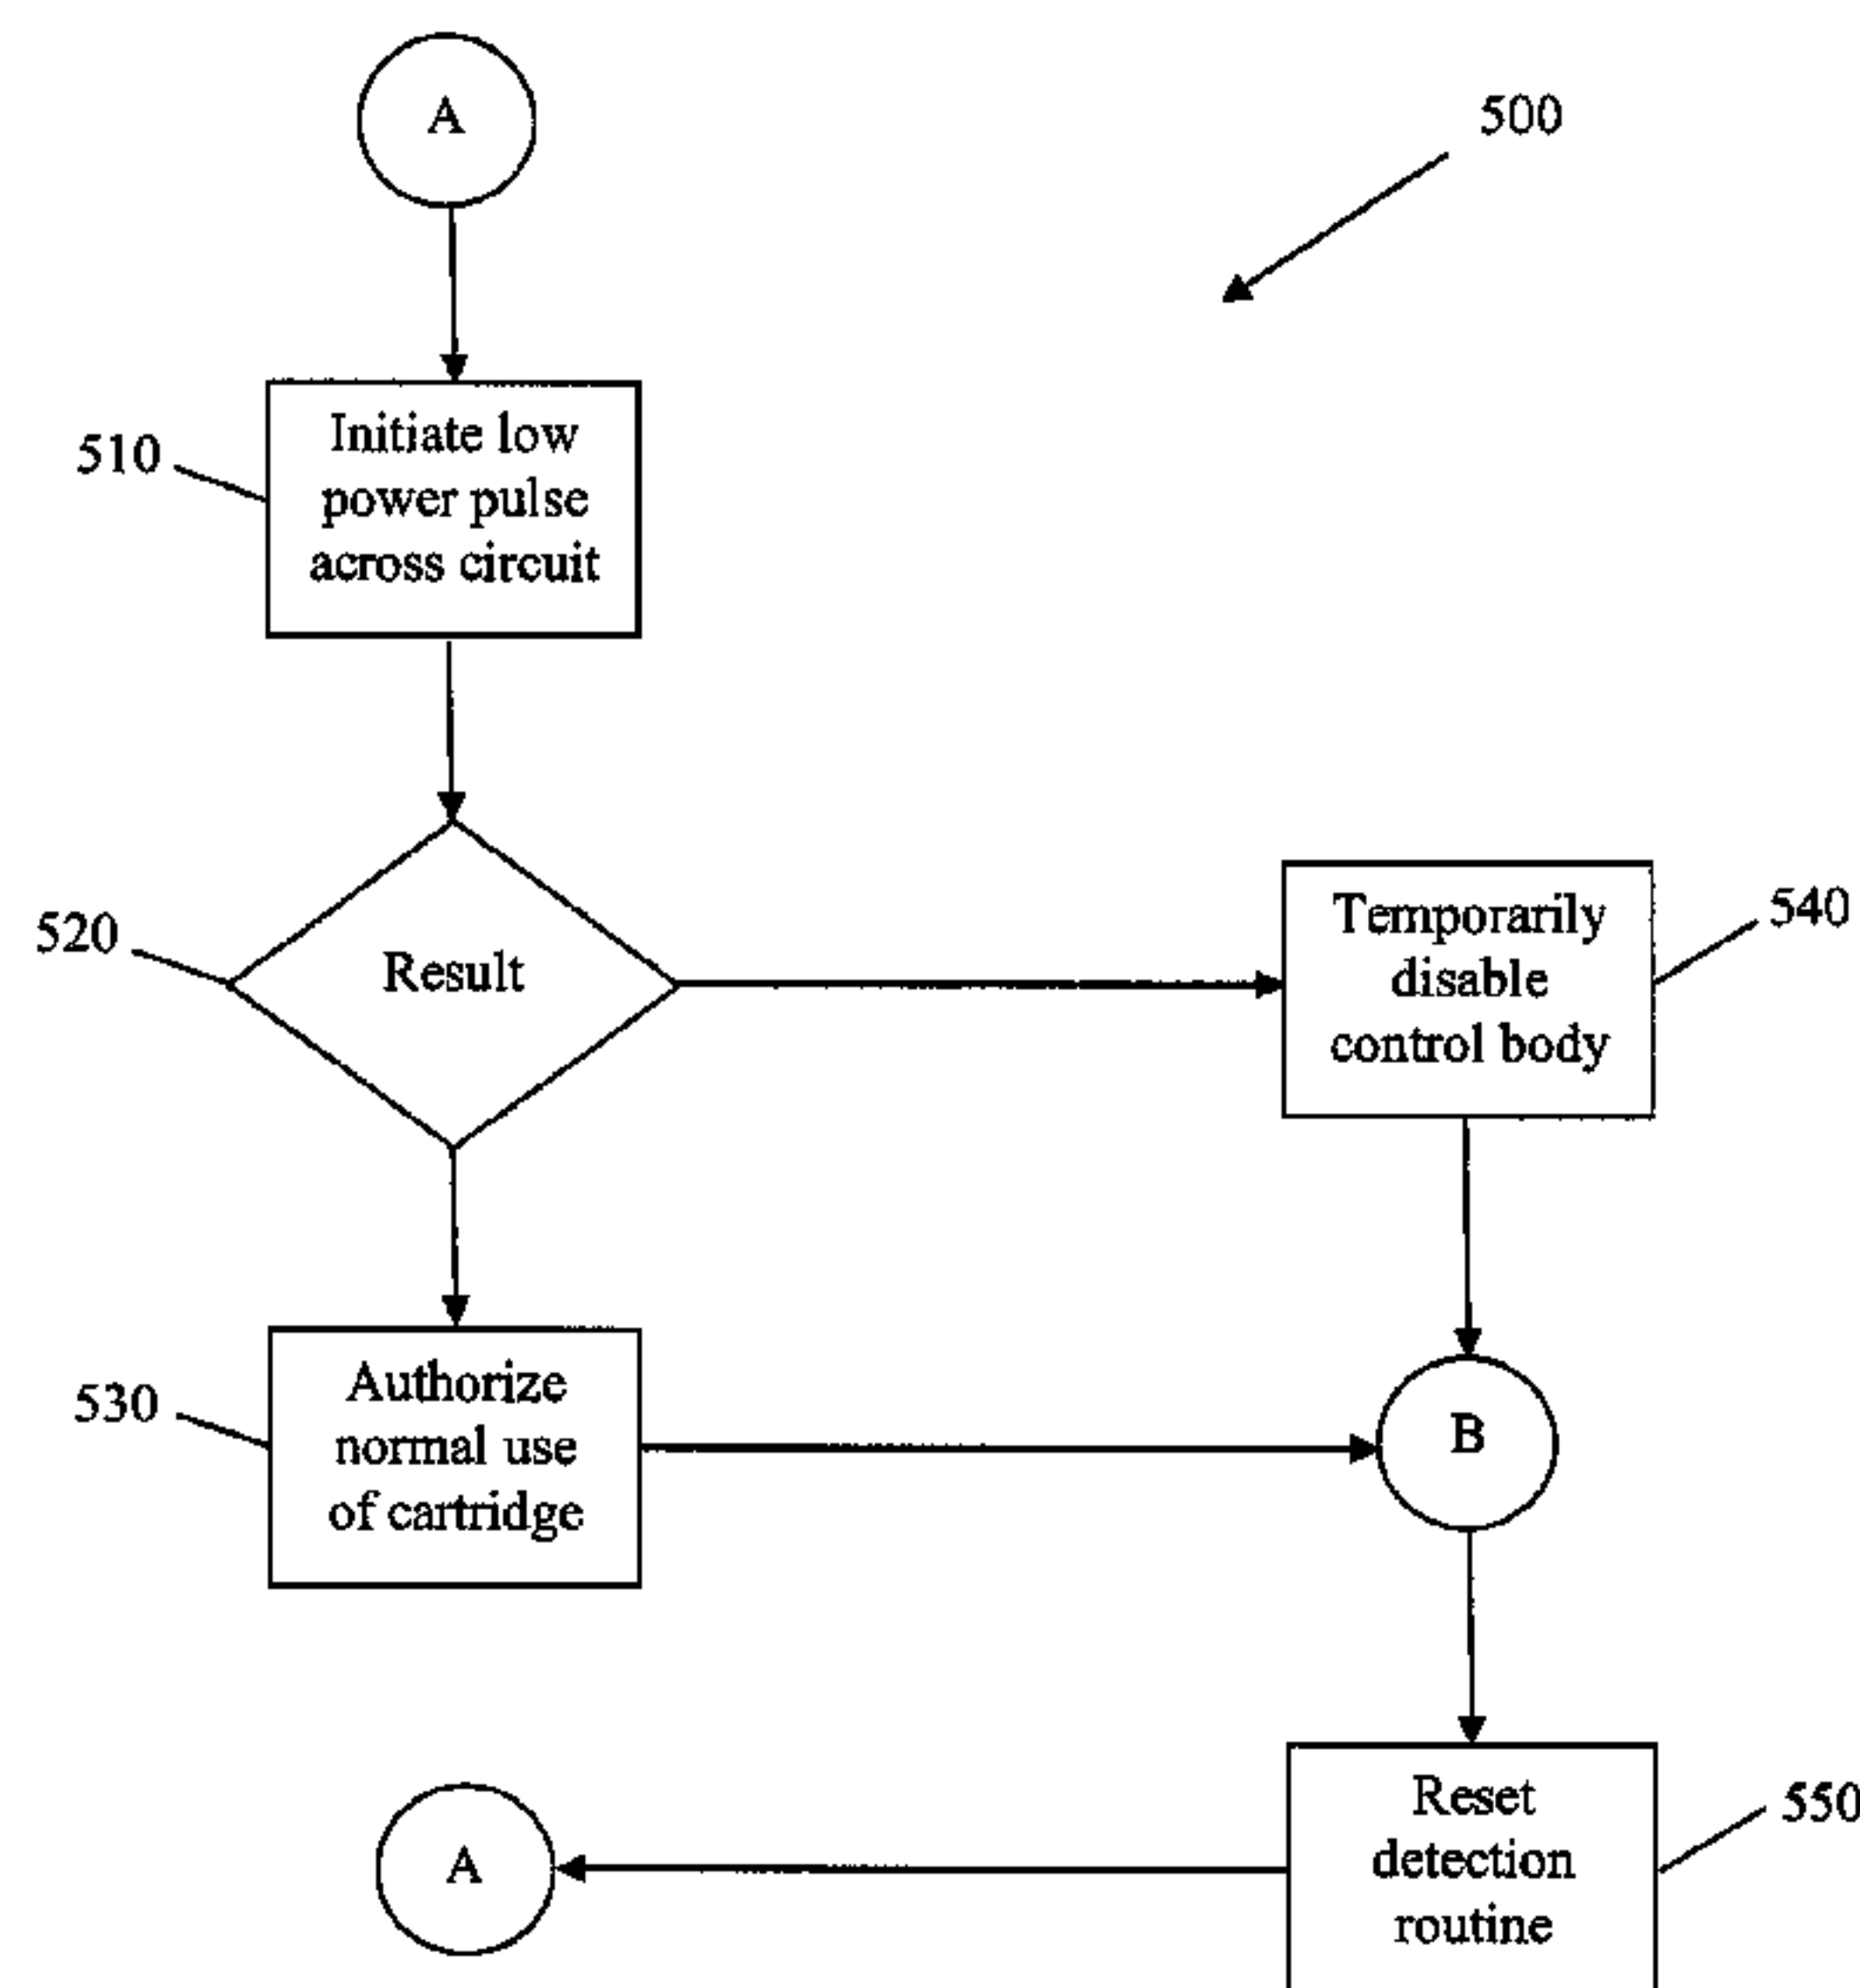 A
500
510
Initiate low
power pulse
across circuit
520
Result
Temporarily
disable
control body
540
530
Authorize
normal use
of cartridge
B
A
Reset
detection
routine
550